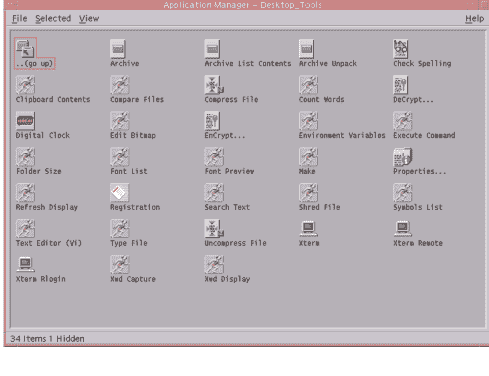 Application Manager – Desktop_Tools
File Selected View Help
..(go up) Archive Archive List Contents Archive Unpack Check Spelling
Clipboard Contents Compare Files Compress File Count Words DeCrypt...
Digital Clock Edit Bitmap EnCrypt... Environment Variables Execute Command
Folder Size Font List Font Preview Make Properties...
Refresh Display Registration Search Text Shred File Symbols List
Text Editor (Vi) Type File Uncompress File Xterm Xterm Remote
Xterm Rlogin Xwd Capture Xwd Display
34 Items 1 Hidden